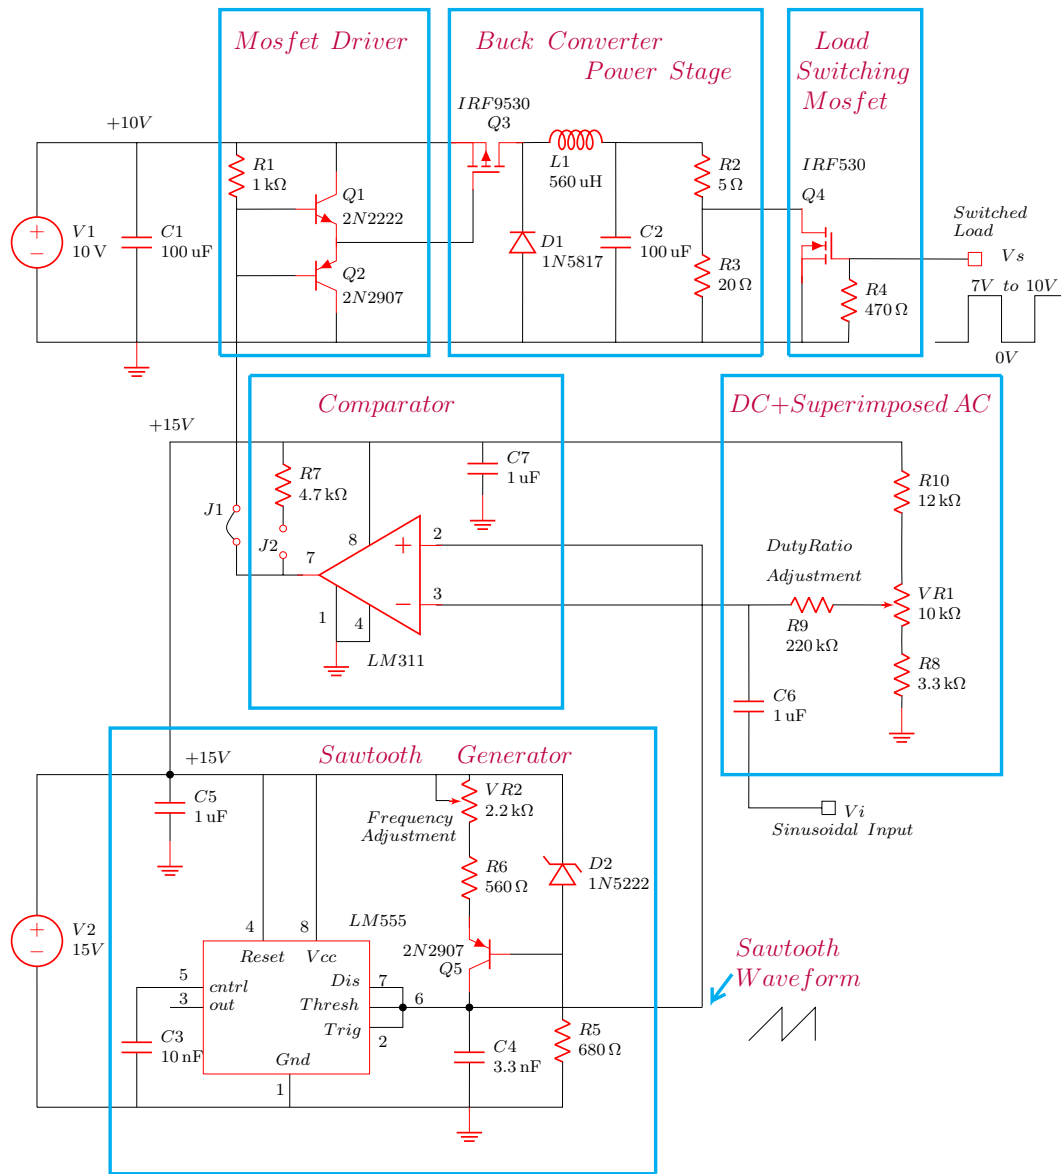 Mosfet Driver
Buck Converter
Power Stage
Load
Switching
Mosfet
+10V
IRF9530
Q3
R1
1 kΩ
Q1
2N2222
Q2
2N2907
V1
10 V
C1
100 uF
L1
560 uH
D1
1N5817
C2
100 uF
R2
5 Ω
R3
20 Ω
IRF530
Q4
R4
470 Ω
Switched
Load
Vs
7V to 10V
0V
Comparator
+15V
R7
4.7 kΩ
C7
1 uF
J1
J2
7
8
2
3
1
4
LM311
DC+Superimposed AC
R10
12 kΩ
DutyRatio
Adjustment
VR1
10 kΩ
R9
220 kΩ
R8
3.3 kΩ
C6
1 uF
Vi
Sinusoidal Input
Sawtooth Generator
+15V
C5
1 uF
VR2
2.2 kΩ
Frequency
Adjustment
R6
560 Ω
D2
1N5222
V2
15V
LM555
4
8
Reset
Vcc
2N2907
Q5
5
cntrl
3
out
Dis
7
Thresh
6
Trig
2
Gnd
1
C3
10 nF
C4
3.3 nF
R5
680 Ω
Sawtooth
Waveform